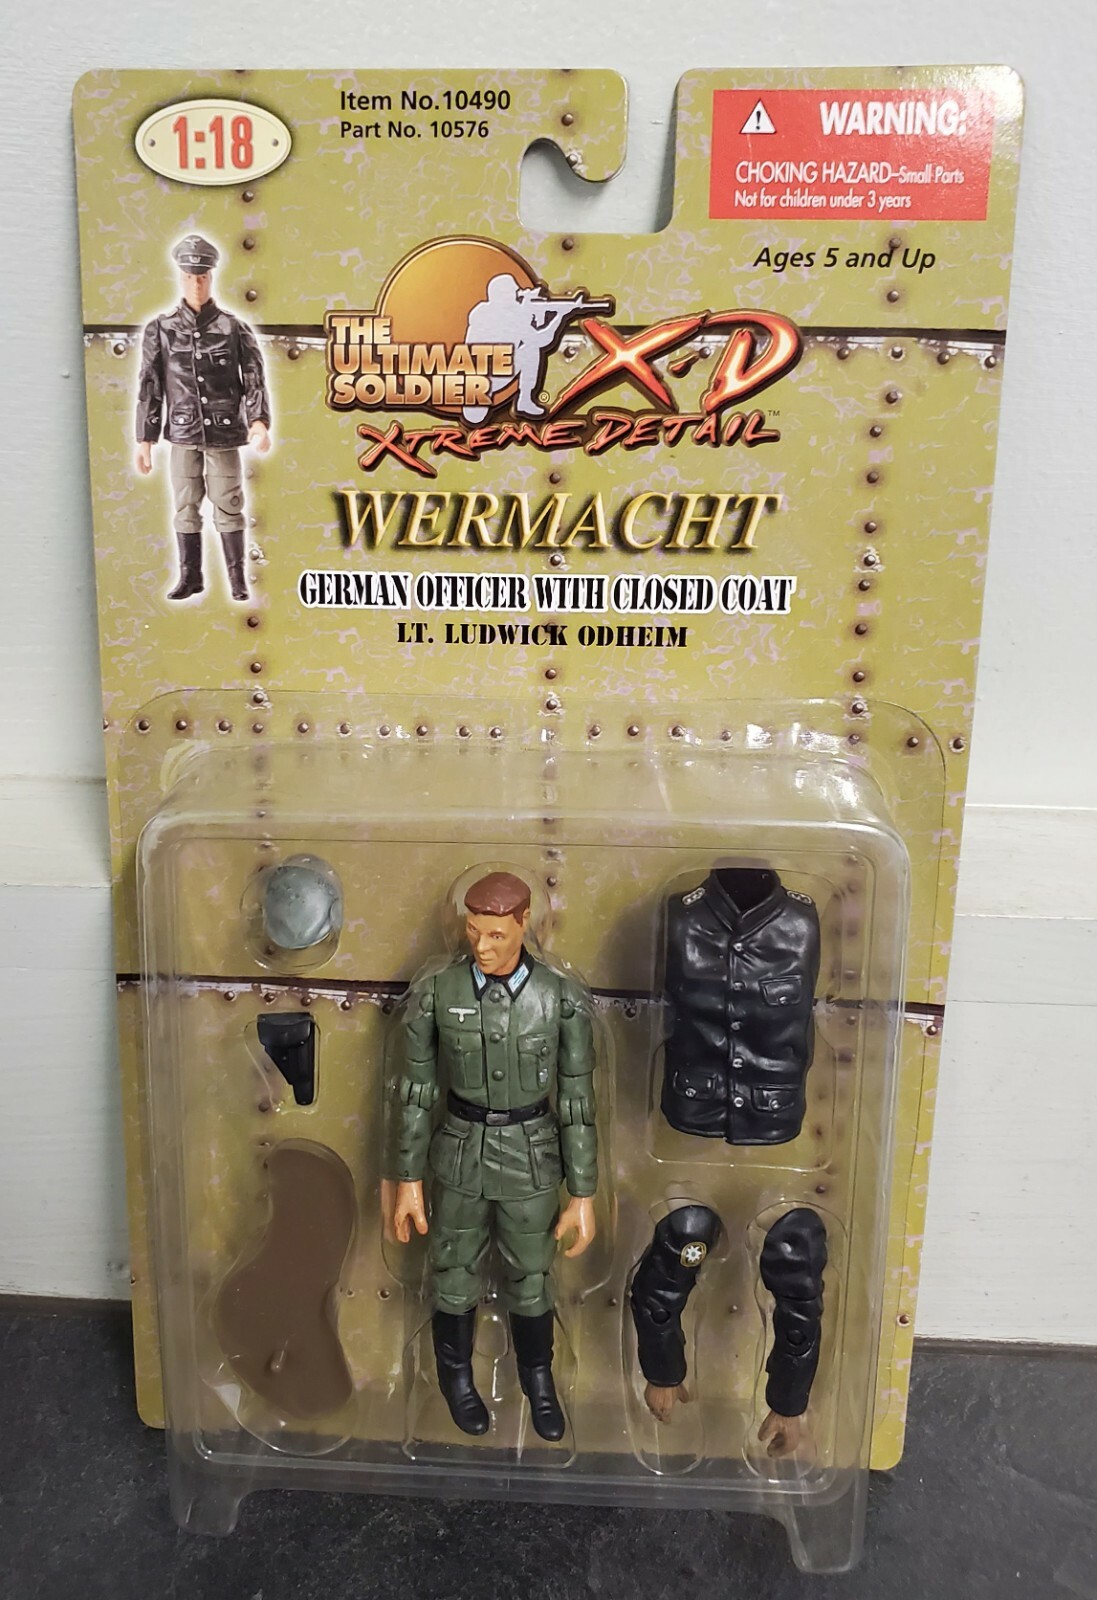 1:18
Item No.10490
Part No. 10576
WARNING:
CHOKING HAZARD–Small Parts
Not for children under 3 years
Ages 5 and Up
THE
ULTIMATE
SOLDIER®
X·D
XTREME DETAIL™
WERMACHT
GERMAN OFFICER WITH CLOSED COAT
LT. LUDWICK ODHEIM